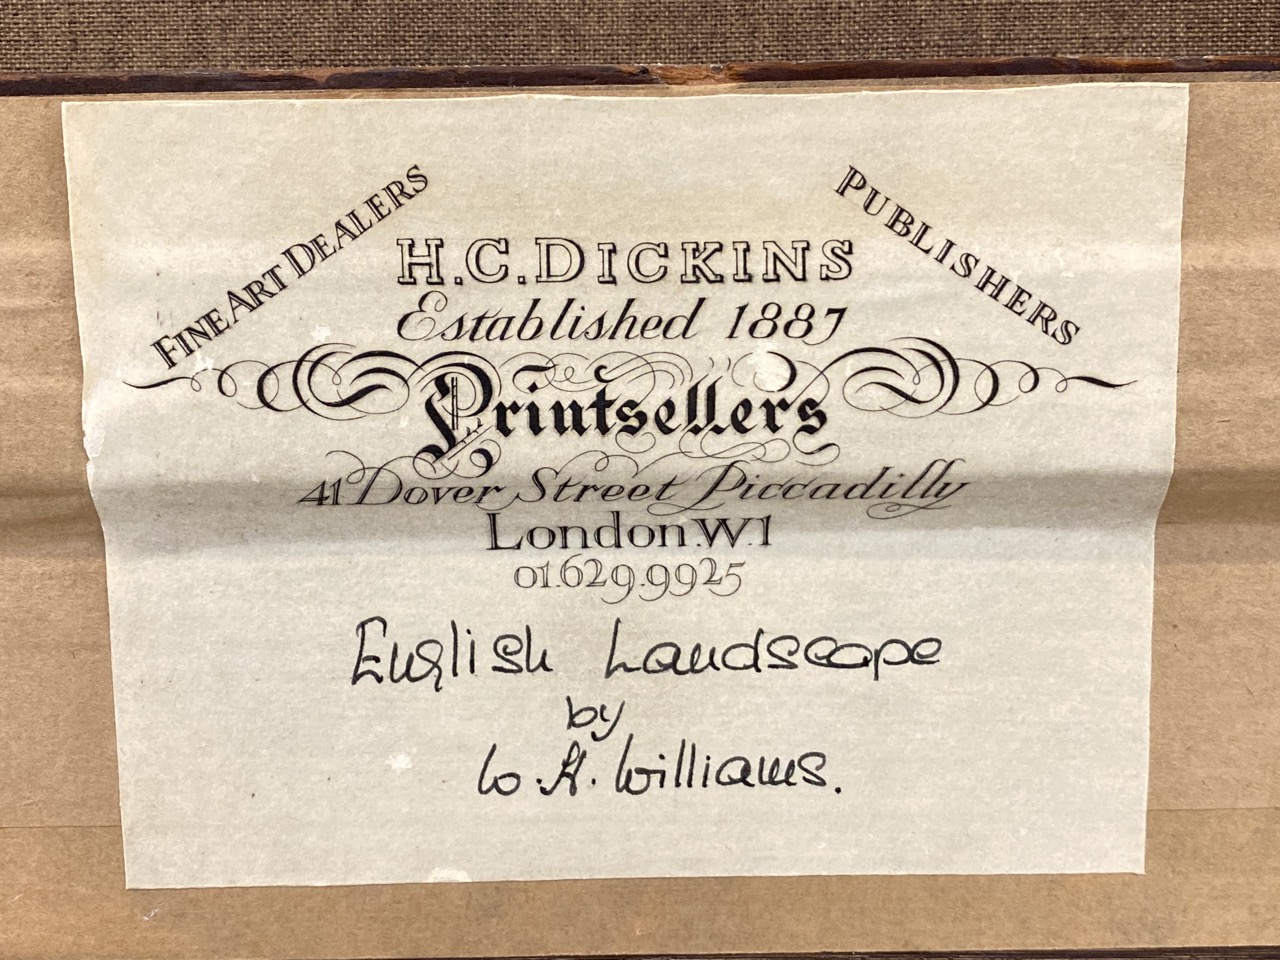 FINE ART DEALERS
PUBLISHERS
H.C.DICKINS
Established 1887
Printsellers
41 Dover Street Piccadilly
London.W.1
01.629.9925
English Landscape
by
W.H. Williams.